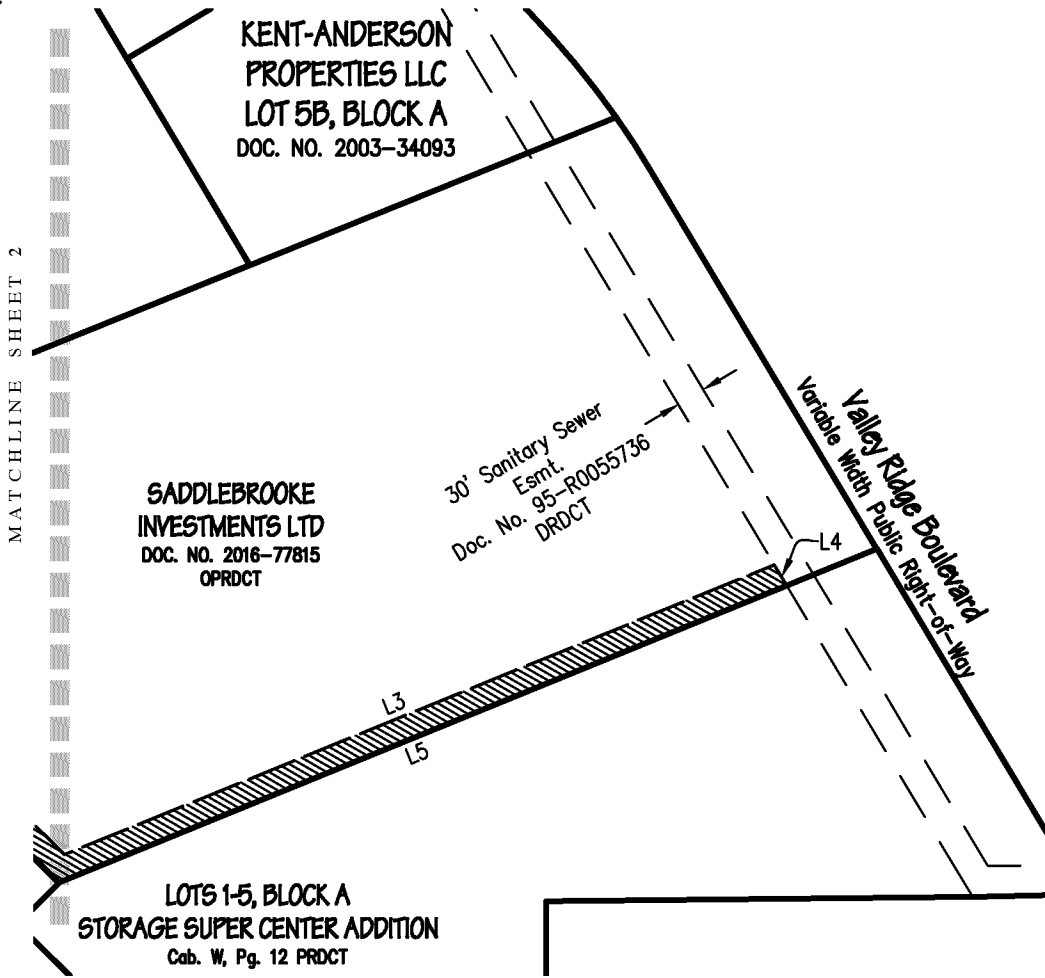 KENT-ANDERSON
PROPERTIES LLC
LOT 5B, BLOCK A
DOC. NO. 2003-34093
MATCHLINE SHEET 2
Valley Ridge Boulevard
Variable Width Public Right-of-Way
30' Sanitary Sewer
Esmt.
Doc. No. 95-R0055736
DRDCT
SADDLEBROOKE
INVESTMENTS LTD
DOC. NO. 2016-77815
OPRDCT
L4
L3
L5
LOTS 1-5, BLOCK A
STORAGE SUPER CENTER ADDITION
Cab. W, Pg. 12 PRDCT